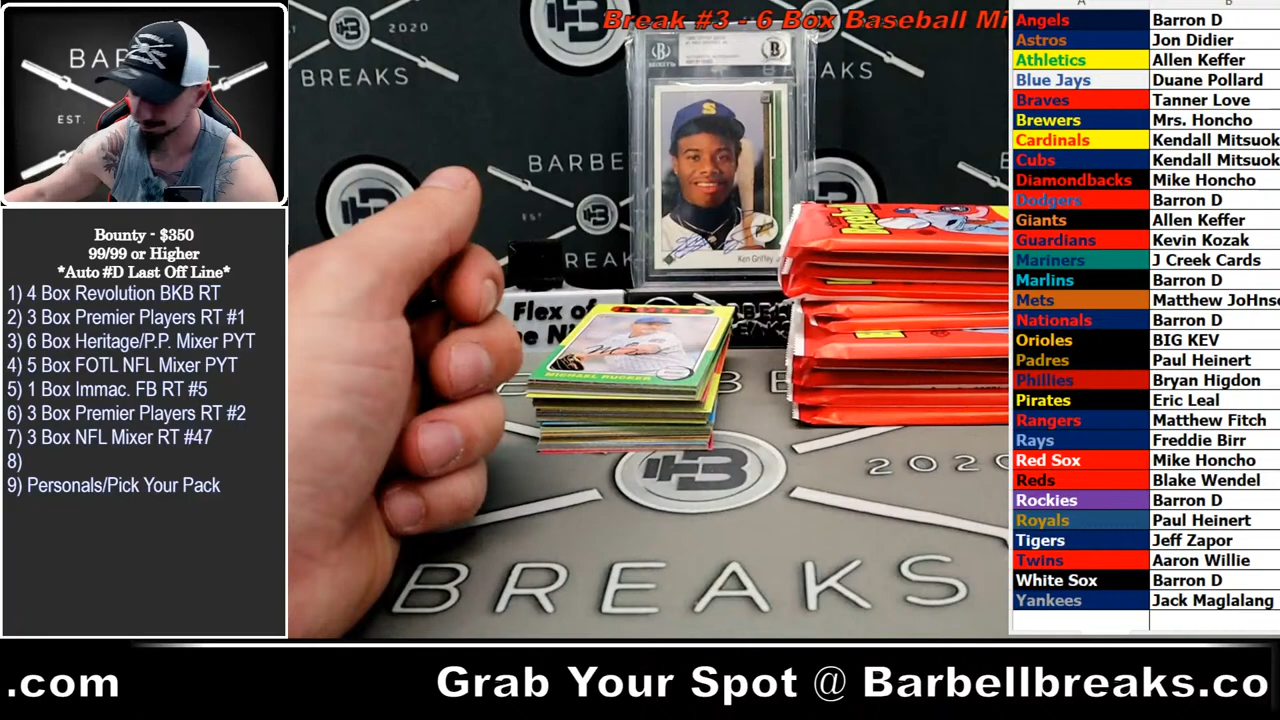 Break #3 - 6 Box Baseball Mi
BAR
EST.
2020
BREAKS
BARBE
EST
Ken Griffey Jr
Flex of
MICHAEL RUCKER
2020
BREAKS
Bounty - $350
99/99 or Higher
*Auto #D Last Off Line*
1) 4 Box Revolution BKB RT
2) 3 Box Premier Players RT #1
3) 6 Box Heritage/P.P. Mixer PYT
4) 5 Box FOTL NFL Mixer PYT
5) 1 Box Immac. FB RT #5
6) 3 Box Premier Players RT #2
7) 3 Box NFL Mixer RT #47
8)
9) Personals/Pick Your Pack
A B
Angels Barron D
Astros Jon Didier
Athletics Allen Keffer
Blue Jays Duane Pollard
Braves Tanner Love
Brewers Mrs. Honcho
Cardinals Kendall Mitsuok
Cubs Kendall Mitsuok
Diamondbacks Mike Honcho
Dodgers Barron D
Giants Allen Keffer
Guardians Kevin Kozak
Mariners J Creek Cards
Marlins Barron D
Mets Matthew JoHnso
Nationals Barron D
Orioles BIG KEV
Padres Paul Heinert
Phillies Bryan Higdon
Pirates Eric Leal
Rangers Matthew Fitch
Rays Freddie Birr
Red Sox Mike Honcho
Reds Blake Wendel
Rockies Barron D
Royals Paul Heinert
Tigers Jeff Zapor
Twins Aaron Willie
White Sox Barron D
Yankees Jack Maglalang
.com Grab Your Spot @ Barbellbreaks.co